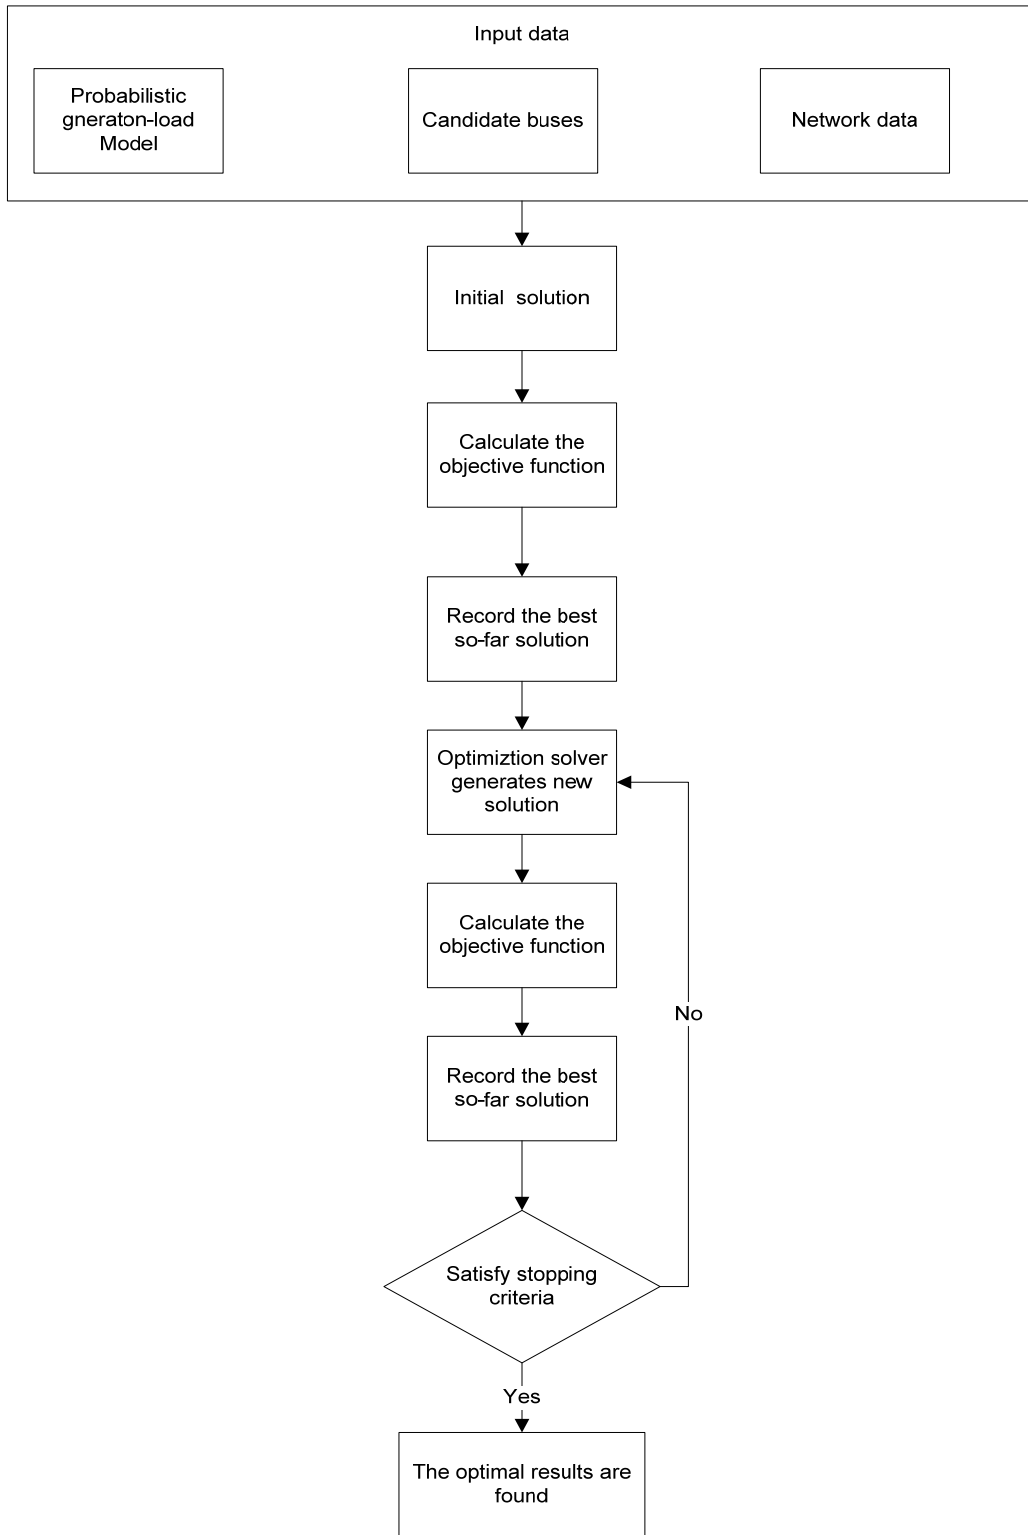 Input data
Probabilistic
gneraton-load
Model
Candidate buses
Network data
Initial  solution
Calculate the
objective function
Record the best
so-far solution
Optimiztion solver
generates new
solution
Calculate the
objective function
Record the best
so-far solution
No
Satisfy stopping
criteria
Yes
The optimal results are
found